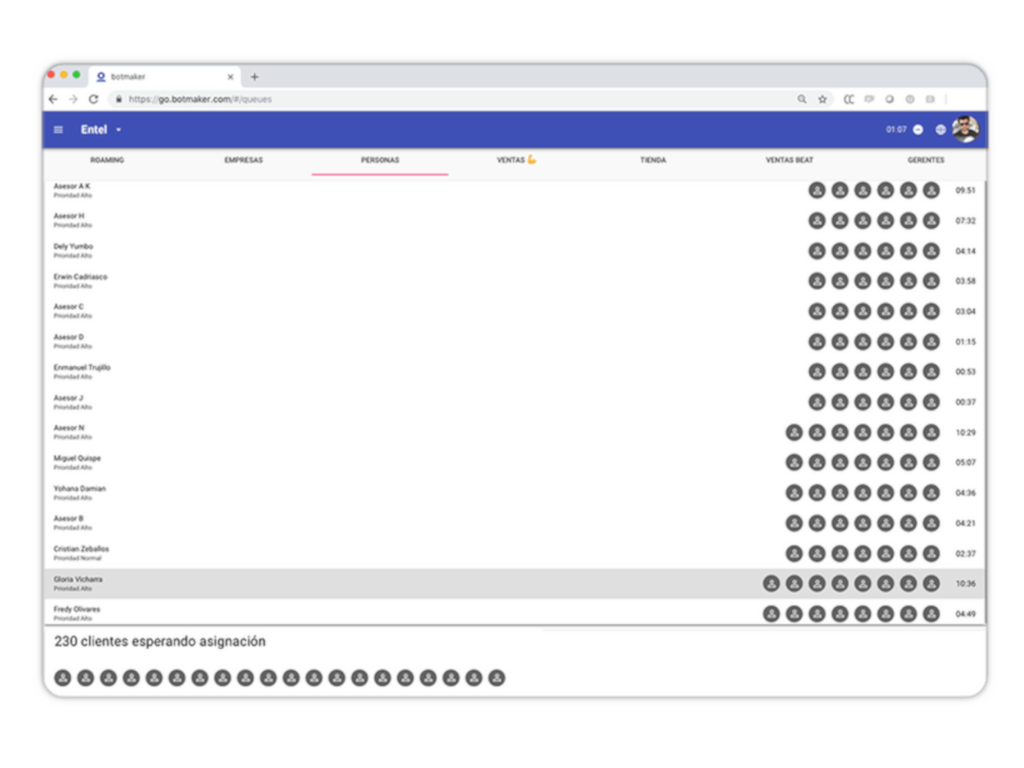 botmaker
https://go.botmaker.com/#/queues
Entel
01:07
ROAMING EMPRESAS PERSONAS VENTAS 💪 TIENDA VENTAS BEAT GERENTES
Asesor A K
Prioridad Alto
09:51
Asesor H
Prioridad Alto
07:32
Dely Yumbo
Prioridad Alto
04:14
Erwin Cadriasco
Prioridad Alto
03:58
Asesor C
Prioridad Alto
03:04
Asesor D
Prioridad Alto
01:15
Enmanuel Trujillo
Prioridad Alto
00:53
Asesor J
Prioridad Alto
00:37
Asesor N
Prioridad Alto
10:29
Miguel Quispe
Prioridad Alto
05:07
Yohana Damian
Prioridad Alto
04:36
Asesor B
Prioridad Alto
04:21
Cristian Zeballos
Prioridad Normal
02:37
Gloria Vicharra
Prioridad Alto
10:36
Fredy Olivares
Prioridad Alto
04:49
230 clientes esperando asignación